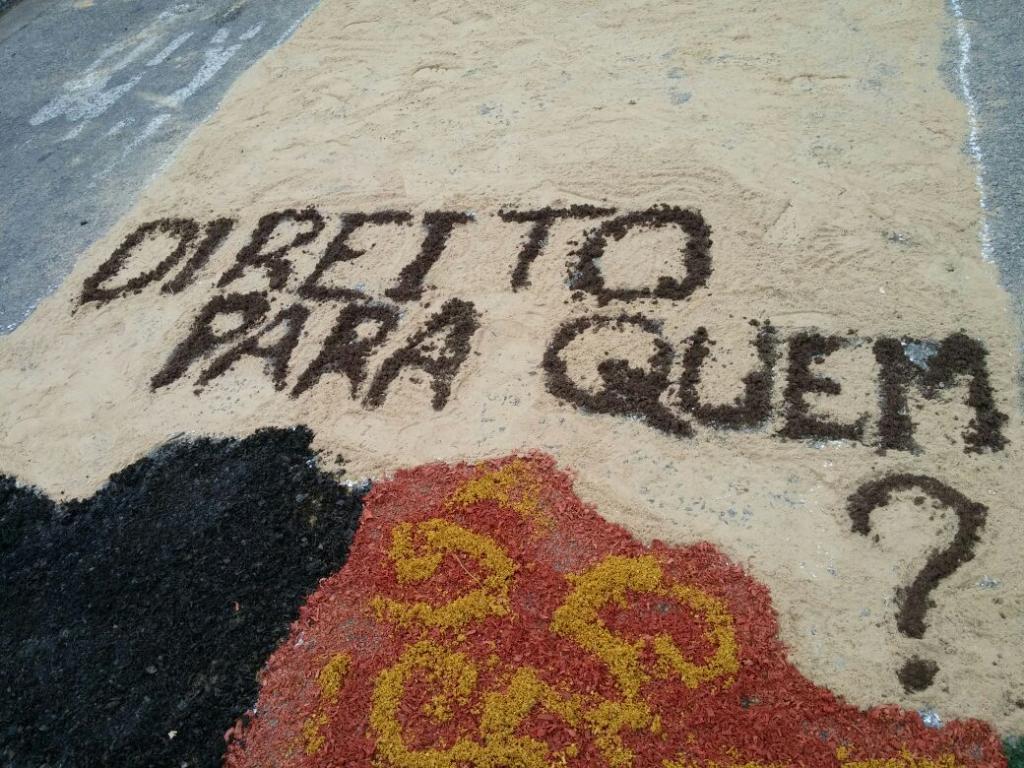 DIREITO
PARA QUEM
?